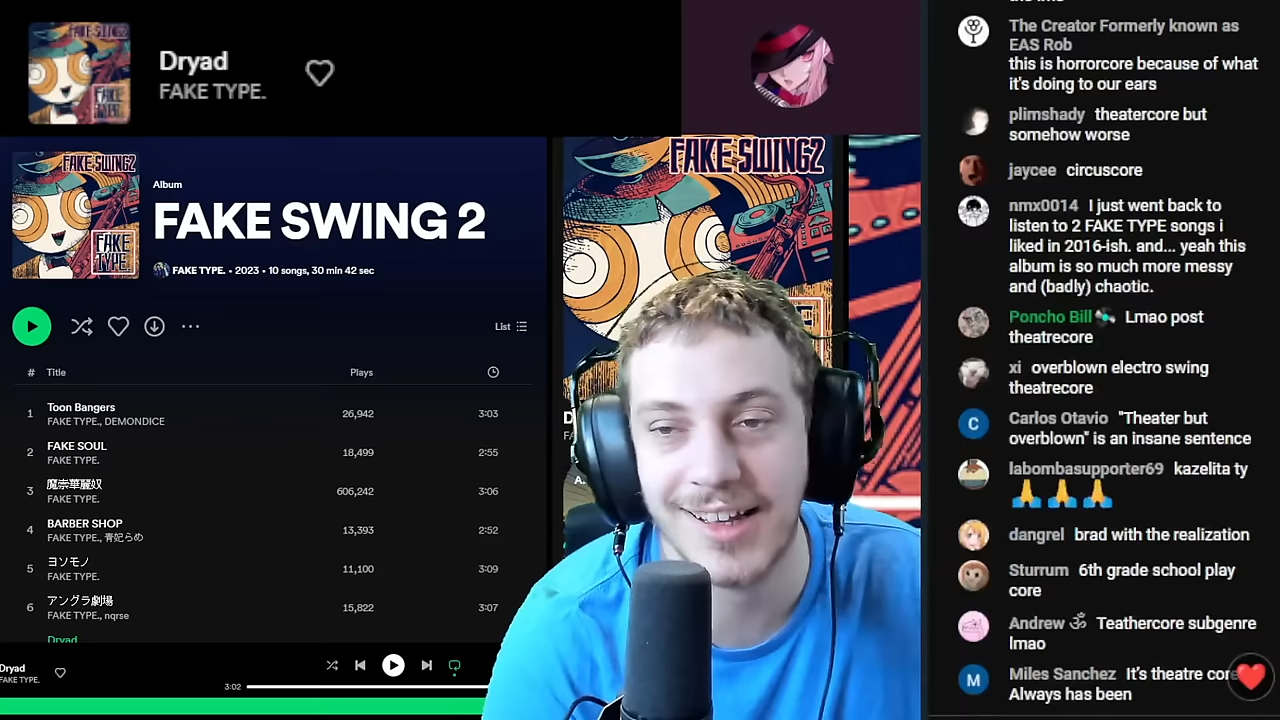 Dryad
FAKE TYPE.
FAKE SWING2
FAKE TYPE
Album
FAKE SWING 2
FAKE TYPE. • 2023 • 10 songs, 30 min 42 sec
List
# Title Plays
1 Toon Bangers 26,942 3:03
FAKE TYPE., DEMONDICE
2 FAKE SOUL 18,499 2:55
FAKE TYPE.
3 魔崇華麗奴 606,242 3:06
FAKE TYPE.
4 BARBER SHOP 13,393 2:52
FAKE TYPE., 青妃らめ
5 ヨソモノ 11,100 3:09
FAKE TYPE.
6 アングラ劇場 15,822 3:07
FAKE TYPE., nqrse
Dryad
Dryad
FAKE TYPE.
3:02
FAKE SWING2
The Creator Formerly known as
EAS Rob
this is horrorcore because of what
it's doing to our ears
plimshady theatercore but
somehow worse
jaycee circuscore
nmx0014 I just went back to
listen to 2 FAKE TYPE songs i
liked in 2016-ish. and... yeah this
album is so much more messy
and (badly) chaotic.
Poncho Bill Lmao post
theatrecore
xi overblown electro swing
theatrecore
C
Carlos Otavio "Theater but
overblown" is an insane sentence
labombasupporter69 kazelita ty
🙏🙏🙏
dangrel brad with the realization
Sturrum 6th grade school play
core
Andrew ॐ Teathercore subgenre
lmao
M
Miles Sanchez It's theatre core
Always has been